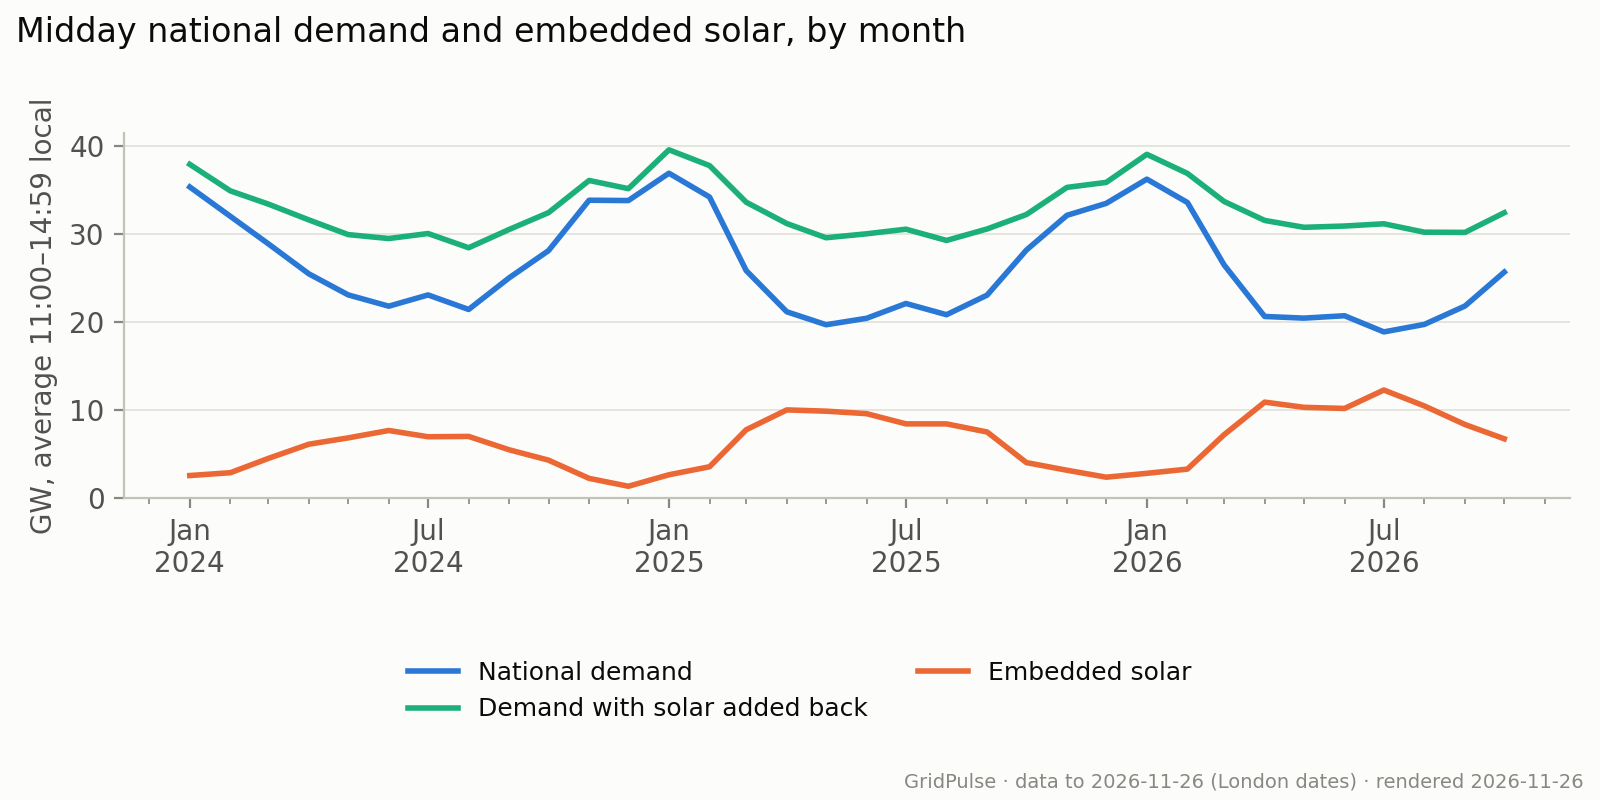 Midday national demand and embedded solar, by month
GW, average 11:00–14:59 local
40
30
20
10
0
Jan
2024
Jul
2024
Jan
2025
Jul
2025
Jan
2026
Jul
2026
National demand
Demand with solar added back
Embedded solar
GridPulse · data to 2026-11-26 (London dates) · rendered 2026-11-26